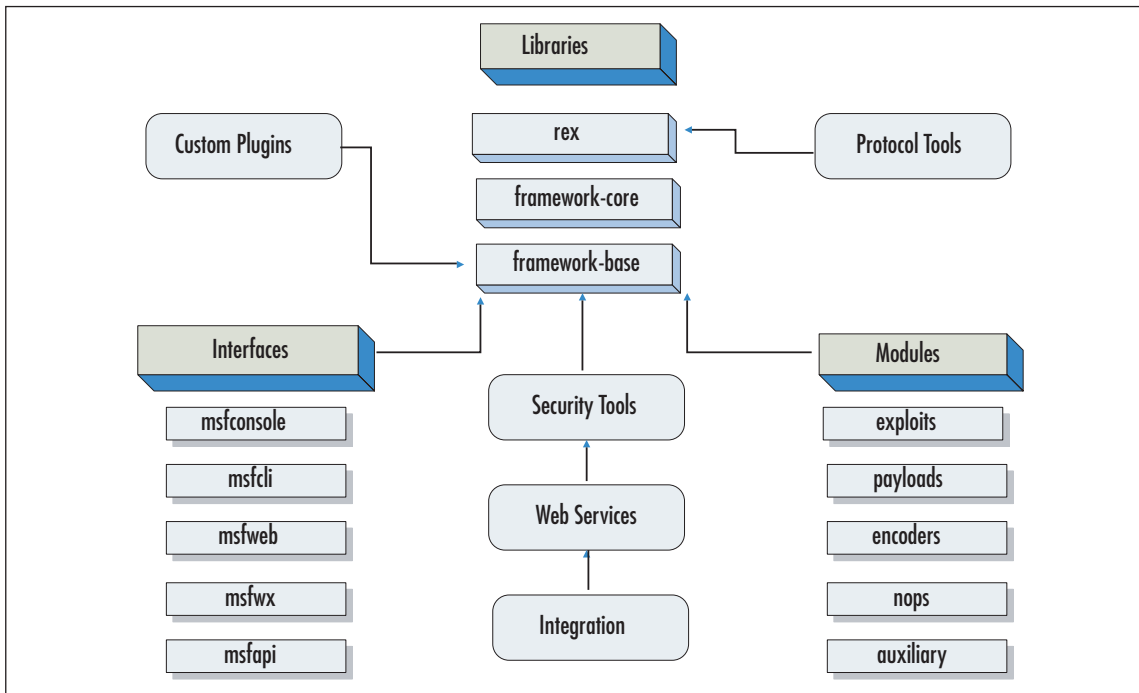 Libraries
Custom Plugins
rex
Protocol Tools
framework-core
framework-base
Interfaces
Modules
msfconsole
Security Tools
exploits
msfcli
payloads
msfweb
Web Services
encoders
msfwx
Integration
nops
msfapi
auxiliary